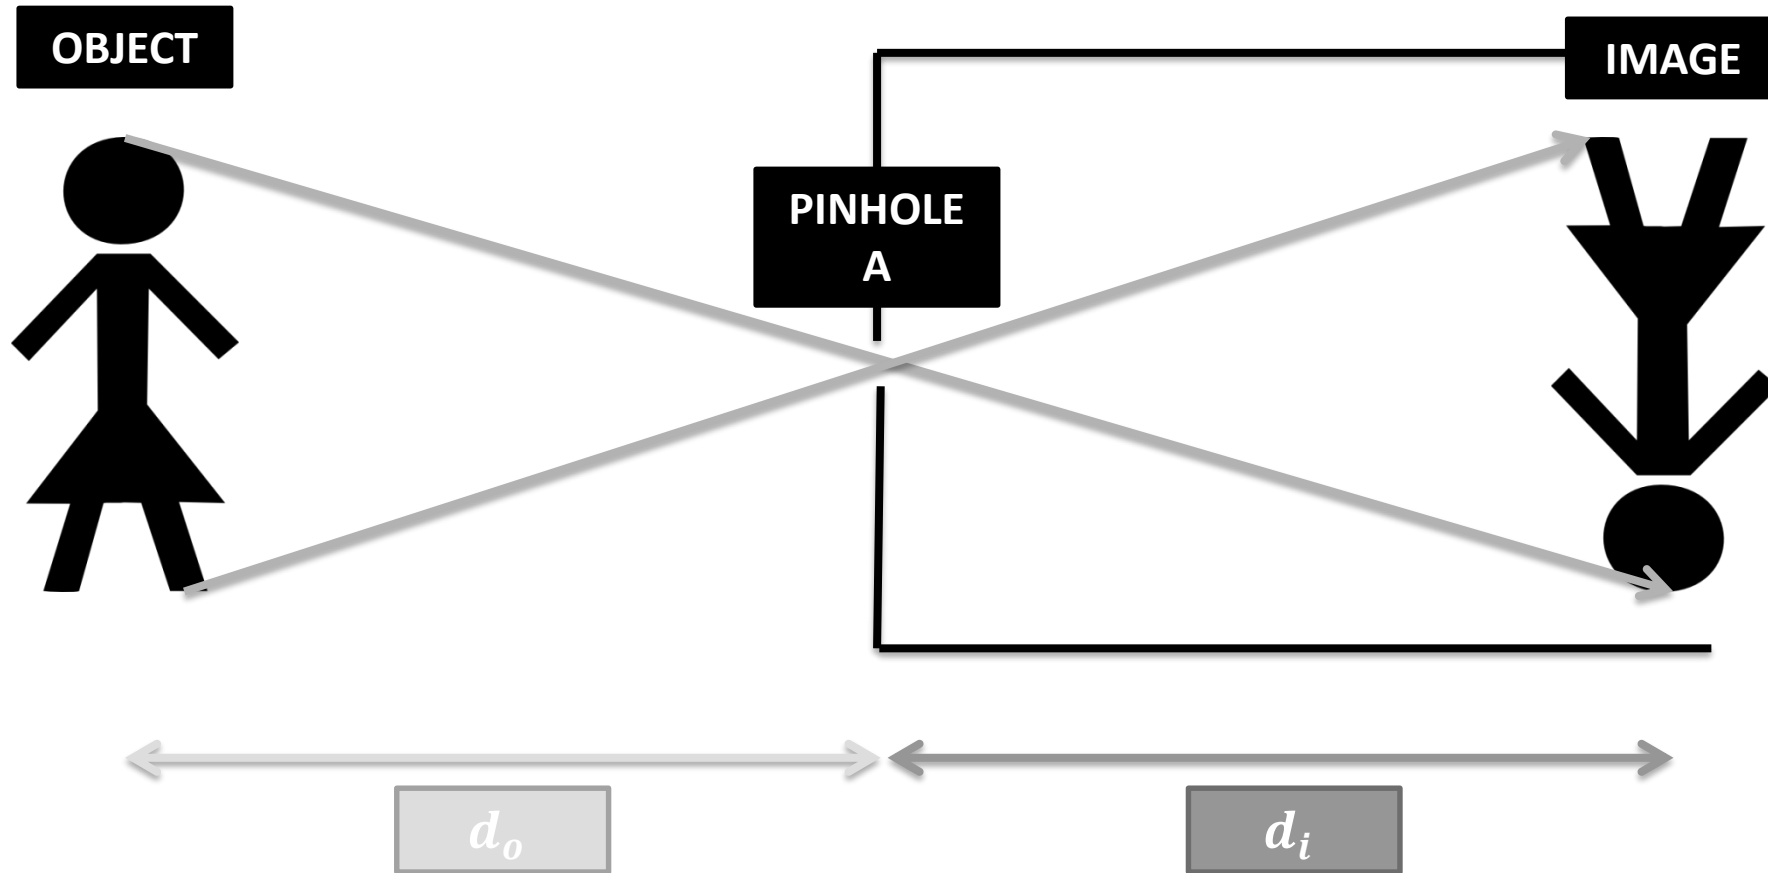 OBJECT
IMAGE
PINHOLE
A
d_o
d_i